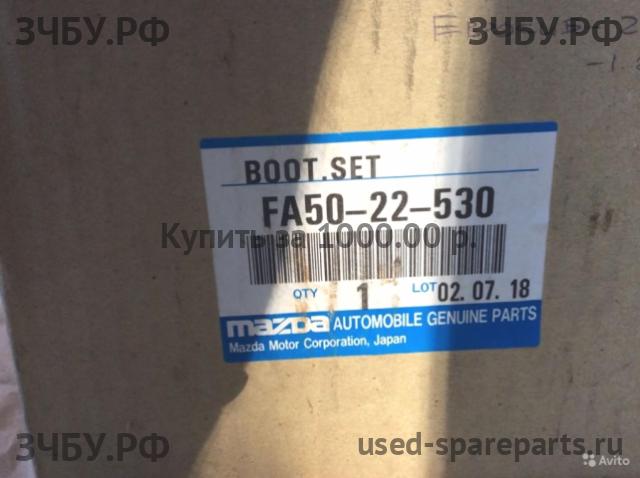 ЗЧБУ.РФ ЗЧБУ.РФ
BOOT.SET
FA50-22-530
Купить за 1000.00 р.
QTY 1 LOT 02.07.18
mazda AUTOMOBILE GENUINE PARTS
Mazda Motor Corporation, Japan
ЗЧБУ.РФ used-spareparts.ru
Avito